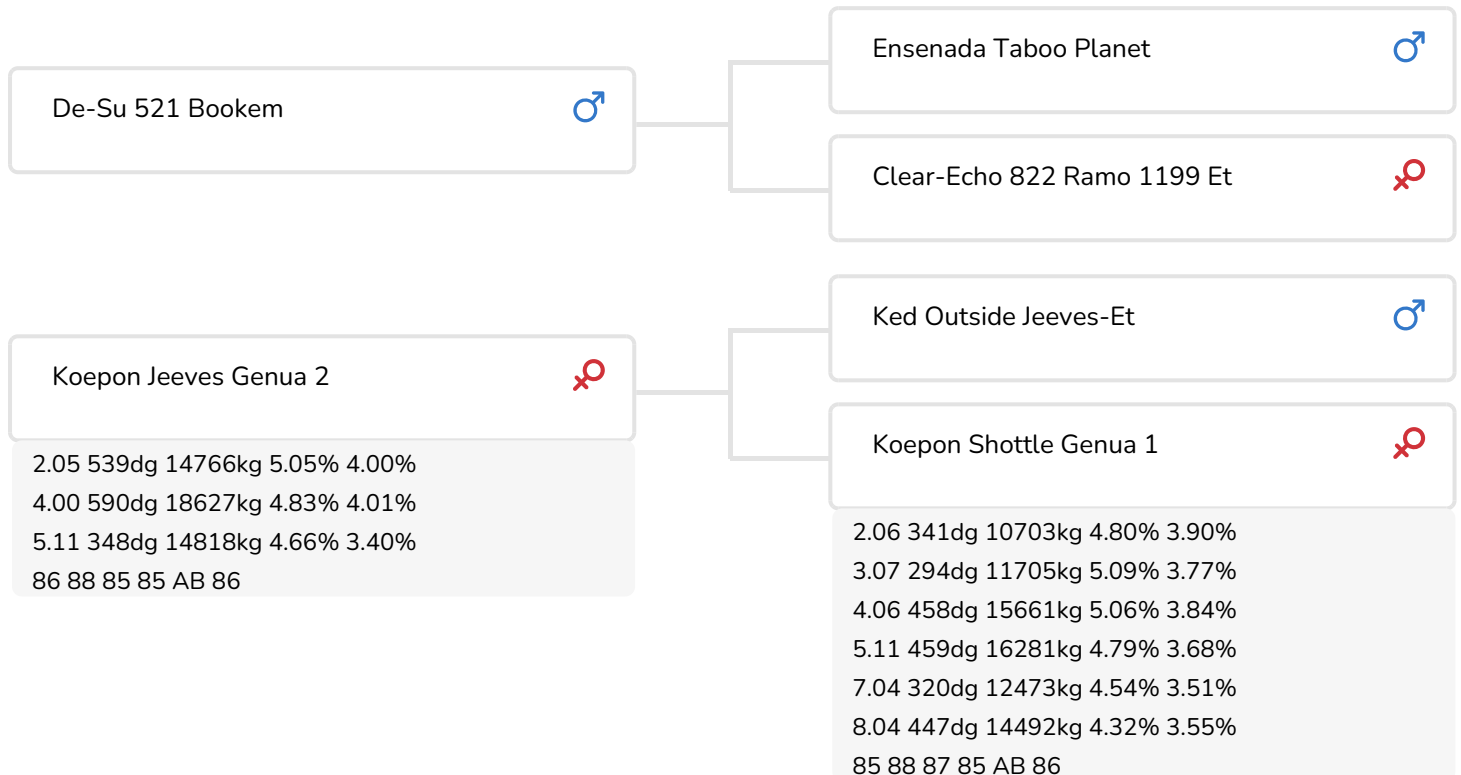 Ensenada Taboo Planet
De-Su 521 Bookem
Clear-Echo 822 Ramo 1199 Et
Ked Outside Jeeves-Et
Koepon Jeeves Genua 2
2.05 539dg 14766kg 5.05% 4.00%
4.00 590dg 18627kg 4.83% 4.01%
5.11 348dg 14818kg 4.66% 3.40%
86 88 85 85 AB 86
Koepon Shottle Genua 1
2.06 341dg 10703kg 4.80% 3.90%
3.07 294dg 11705kg 5.09% 3.77%
4.06 458dg 15661kg 5.06% 3.84%
5.11 459dg 16281kg 4.79% 3.68%
7.04 320dg 12473kg 4.54% 3.51%
8.04 447dg 14492kg 4.32% 3.55%
85 88 87 85 AB 86